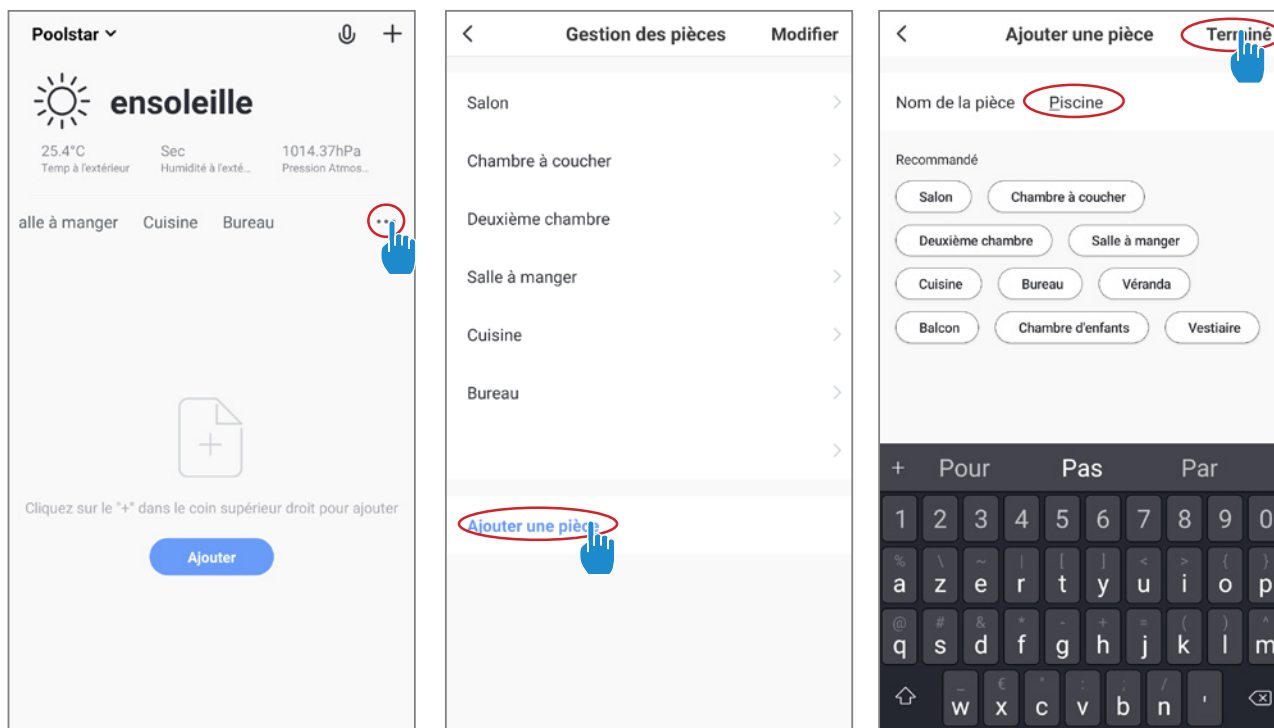 Poolstar
ensoleille
25.4°C Sec 1014.37hPa
Temp à l'extérieur Humidité à l'exté... Pression Atmos...
alle à manger Cuisine Bureau
Cliquez sur le "+" dans le coin supérieur droit pour ajouter
Ajouter
Gestion des pièces Modifier
Salon
Chambre à coucher
Deuxième chambre
Salle à manger
Cuisine
Bureau
Ajouter une pièce
Ajouter une pièce Terminé
Nom de la pièce Piscine
Recommandé
Salon Chambre à coucher
Deuxième chambre Salle à manger
Cuisine Bureau Véranda
Balcon Chambre d'enfants Vestiaire
+ Pour Pas Par
1 2 3 4 5 6 7 8 9 0
% \ ~ | [ ] < > { }
a z e r t y u i o p
@ # & * - + = ( ) ^
q s d f g h j k l m
_ € " : ; /
w x c v b n '